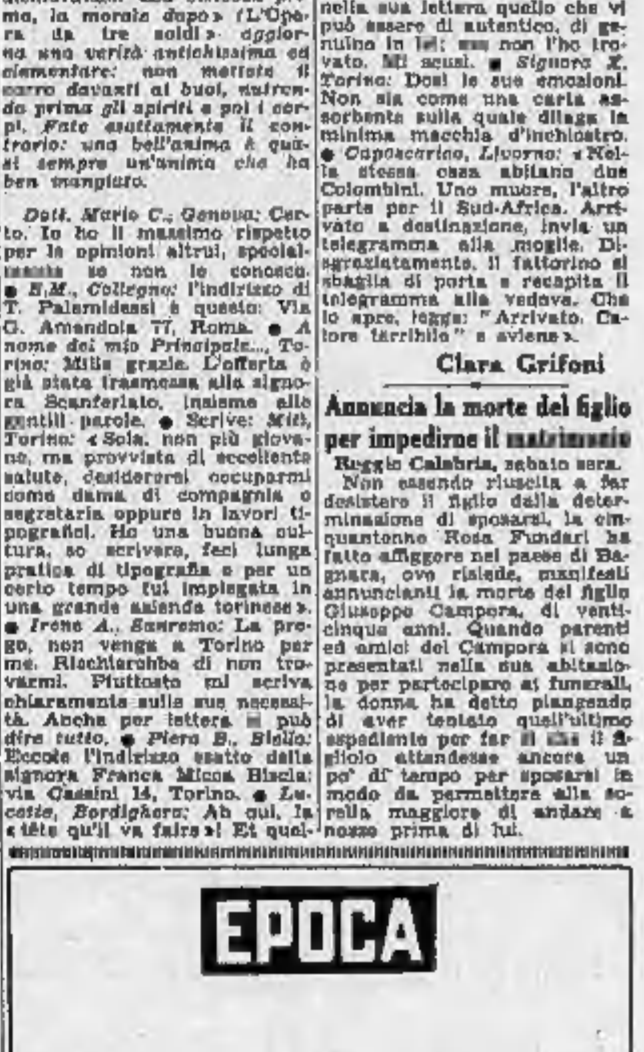 ma, la morale dopo» (L'Ope-
ra da tre soldi» aggior-
na una verità antichissima ed
elementare: non mettete il
carro davanti ai buoi, nutren-
do prima gli spiriti e poi i cor-
pi. Fate esattamente il con-
trario: una bell'anima è qua-
si sempre un'anima che ha
ben mangiato.
Dott. Mario C., Genova: Cer-
to. Io ho il massimo rispetto
per le opinioni altrui, special-
mente se non le conosco.
● E.M., Collegno: l'indirizzo di
T. Palamidessi è questo: Via
G. Amendola 77, Roma. ● A
nome del mio Principale..., To-
rino: Mille grazie. L'offerta è
già stata trasmessa alla signo-
ra Scanferlato, insieme alle
gentili parole. ● Scrive: Miti,
Torino: «Sola, non più giova-
ne, ma provvista di eccellente
salute, desidererei occuparmi
come dama di compagnia o
segretaria oppure in lavori ti-
pografici. Ho una buona cul-
tura, so scrivere, feci lunga
pratica di tipografia e per un
certo tempo fui impiegata in
una grande azienda torinese».
● Irene A., Sanremo: La pre-
go, non venga a Torino per
me. Rischierebbe di non tro-
varmi. Piuttosto mi scriva
chiaramente sulle sue necessi-
tà. Anche per lettera si può
dire tutto. ● Piero B., Biella:
Eccole l'indirizzo esatto della
signora Franca Micca Biscla:
via Cassini 14, Torino. ● Lu-
cette, Bordighera: Ah oui, la
«tête qu'il va faire»! Et quel-
nella sua lettera quello che vi
può essere di autentico, di ge-
nuino in lei: ma non l'ho tro-
vato. Mi scusi. ● Signora X.
Torino: Dosi le sue emozioni.
Non sia come una carta as-
sorbente sulla quale dilaga la
minima macchia d'inchiostro.
● Caposcarico, Livorno: «Nel-
la stessa casa abitano due
Colombini. Uno muore, l'altro
parte per il Sud-Africa. Arri-
vato a destinazione, invia un
telegramma alla moglie. Di-
sgraziatamente, il fattorino si
sbaglia di porta e recapita il
telegramma alla vedova. Che
lo apre, legge: "Arrivato. Ca-
lore terribile" e sviene».
Clara Grifoni
Annuncia la morte del figlio
per impedirne il matrimonio
Reggio Calabria, sabato sera.
Non essendo riuscita a far
desistere il figlio dalla deter-
minazione di sposarsi, la cin-
quantenne Rosa Fundari ha
fatto affiggere nel paese di Ba-
gnara, ove risiede, manifesti
annuncianti la morte del figlio
Giuseppe Campora, di venti-
cinque anni. Quando parenti
ed amici del Campora si sono
presentati nella sua abitazio-
ne per partecipare ai funerali,
la donna ha detto piangendo
di aver tentato quell'ultimo
espediente per far sì che il fi-
gliolo attendesse ancora un
po' di tempo per sposarsi in
modo da permettere alla so-
rella maggiore di andare a
nozze prima di lui.
EPOCA